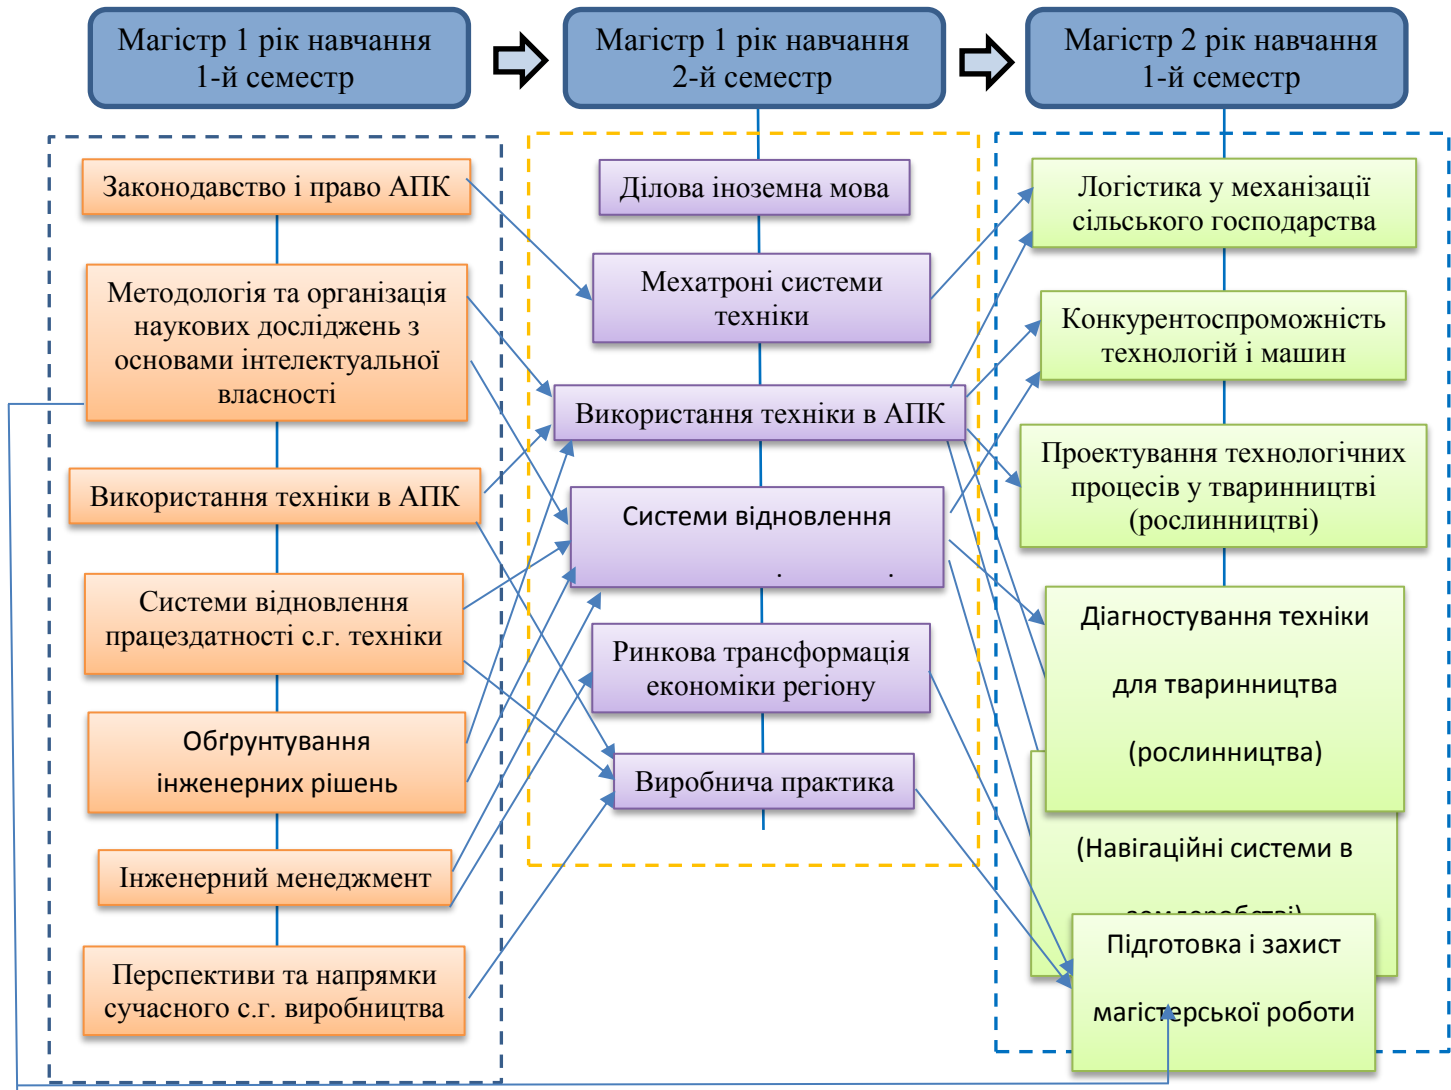 Магістр 1 рік навчання
1-й семестр
Магістр 1 рік навчання
2-й семестр
Магістр 2 рік навчання
1-й семестр
Законодавство і право АПК
Методологія та організація
наукових досліджень з
основами інтелектуальної
власності
Використання техніки в АПК
Системи відновлення
працездатності с.г. техніки
Обґрунтування
інженерних рішень
Інженерний менеджмент
Перспективи та напрямки
сучасного с.г. виробництва
Ділова іноземна мова
Мехатроні системи
техніки
Використання техніки в АПК
Системи відновлення
. .
Ринкова трансформація
економіки регіону
Виробнича практика
Логістика у механізації
сільського господарства
Конкурентоспроможність
технологій і машин
Проектування технологічних
процесів у тваринництві
(рослинництві)
Діагностування техніки
для тваринництва
(рослинництва)
(Навігаційні системи в
землеробстві)
Підготовка і захист
магістерської роботи